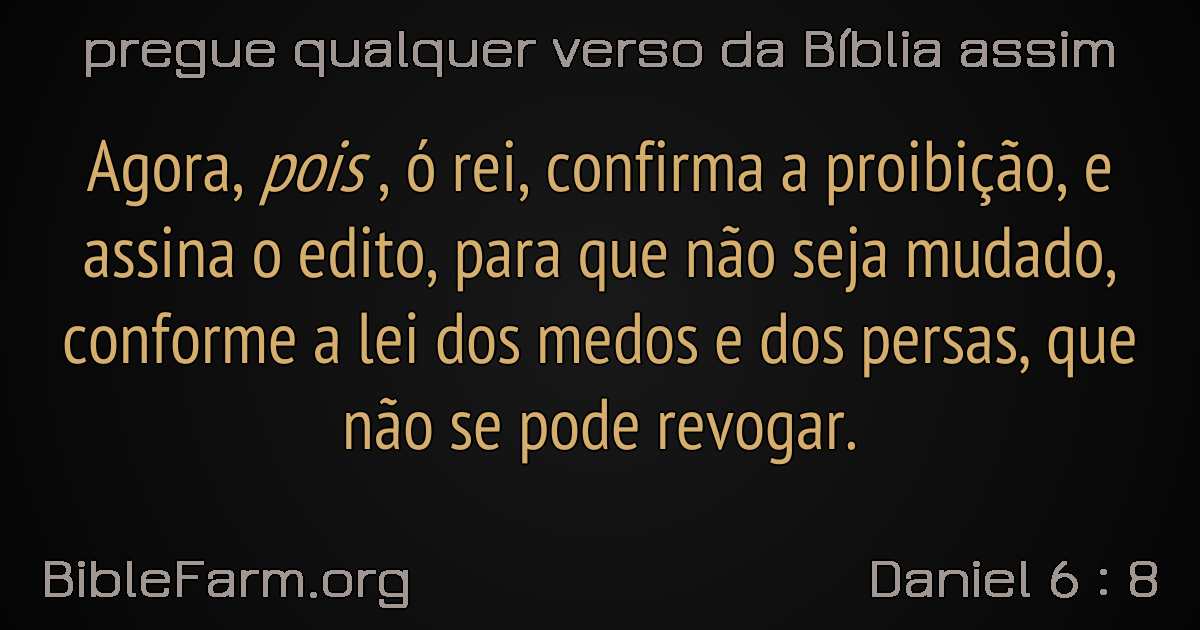 pregue qualquer verso da Bíblia assim
Agora, pois , ó rei, confirma a proibição, e
assina o edito, para que não seja mudado,
conforme a lei dos medos e dos persas, que
não se pode revogar.
BibleFarm.org
Daniel 6 : 8